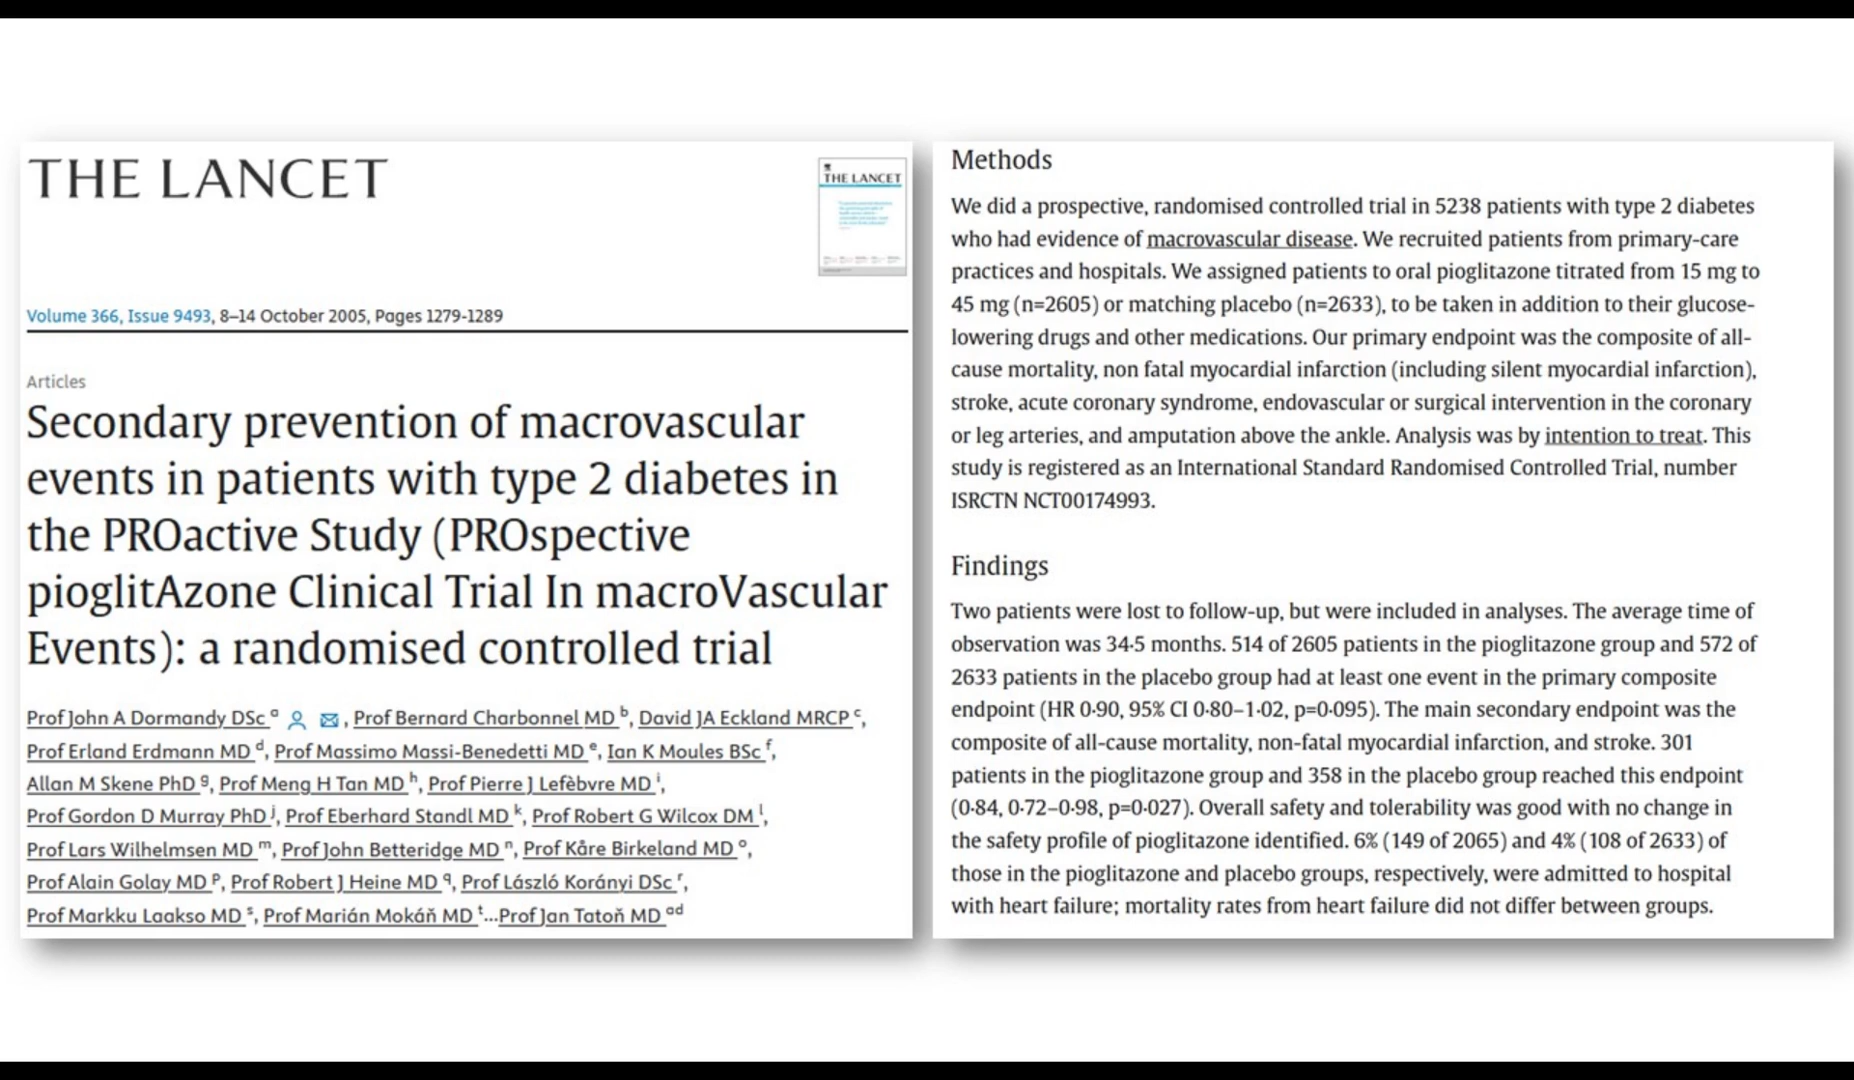 THE LANCET
THE LANCET
Volume 366, Issue 9493, 8–14 October 2005, Pages 1279-1289
Articles
Secondary prevention of macrovascular
events in patients with type 2 diabetes in
the PROactive Study (PROspective
pioglitAzone Clinical Trial In macroVascular
Events): a randomised controlled trial
Prof John A Dormandy DSc a , Prof Bernard Charbonnel MD b, David JA Eckland MRCP c,
Prof Erland Erdmann MD d, Prof Massimo Massi-Benedetti MD e, Ian K Moules BSc f,
Allan M Skene PhD g, Prof Meng H Tan MD h, Prof Pierre J Lefèbvre MD i,
Prof Gordon D Murray PhD j, Prof Eberhard Standl MD k, Prof Robert G Wilcox DM l,
Prof Lars Wilhelmsen MD m, Prof John Betteridge MD n, Prof Kåre Birkeland MD o,
Prof Alain Golay MD p, Prof Robert J Heine MD q, Prof László Korányi DSc r,
Prof Markku Laakso MD s, Prof Marián Mokáň MD t...Prof Jan Tatoň MD ad
Methods
We did a prospective, randomised controlled trial in 5238 patients with type 2 diabetes
who had evidence of macrovascular disease. We recruited patients from primary-care
practices and hospitals. We assigned patients to oral pioglitazone titrated from 15 mg to
45 mg (n=2605) or matching placebo (n=2633), to be taken in addition to their glucose-
lowering drugs and other medications. Our primary endpoint was the composite of all-
cause mortality, non fatal myocardial infarction (including silent myocardial infarction),
stroke, acute coronary syndrome, endovascular or surgical intervention in the coronary
or leg arteries, and amputation above the ankle. Analysis was by intention to treat. This
study is registered as an International Standard Randomised Controlled Trial, number
ISRCTN NCT00174993.
Findings
Two patients were lost to follow-up, but were included in analyses. The average time of
observation was 34·5 months. 514 of 2605 patients in the pioglitazone group and 572 of
2633 patients in the placebo group had at least one event in the primary composite
endpoint (HR 0·90, 95% CI 0·80–1·02, p=0·095). The main secondary endpoint was the
composite of all-cause mortality, non-fatal myocardial infarction, and stroke. 301
patients in the pioglitazone group and 358 in the placebo group reached this endpoint
(0·84, 0·72–0·98, p=0·027). Overall safety and tolerability was good with no change in
the safety profile of pioglitazone identified. 6% (149 of 2065) and 4% (108 of 2633) of
those in the pioglitazone and placebo groups, respectively, were admitted to hospital
with heart failure; mortality rates from heart failure did not differ between groups.